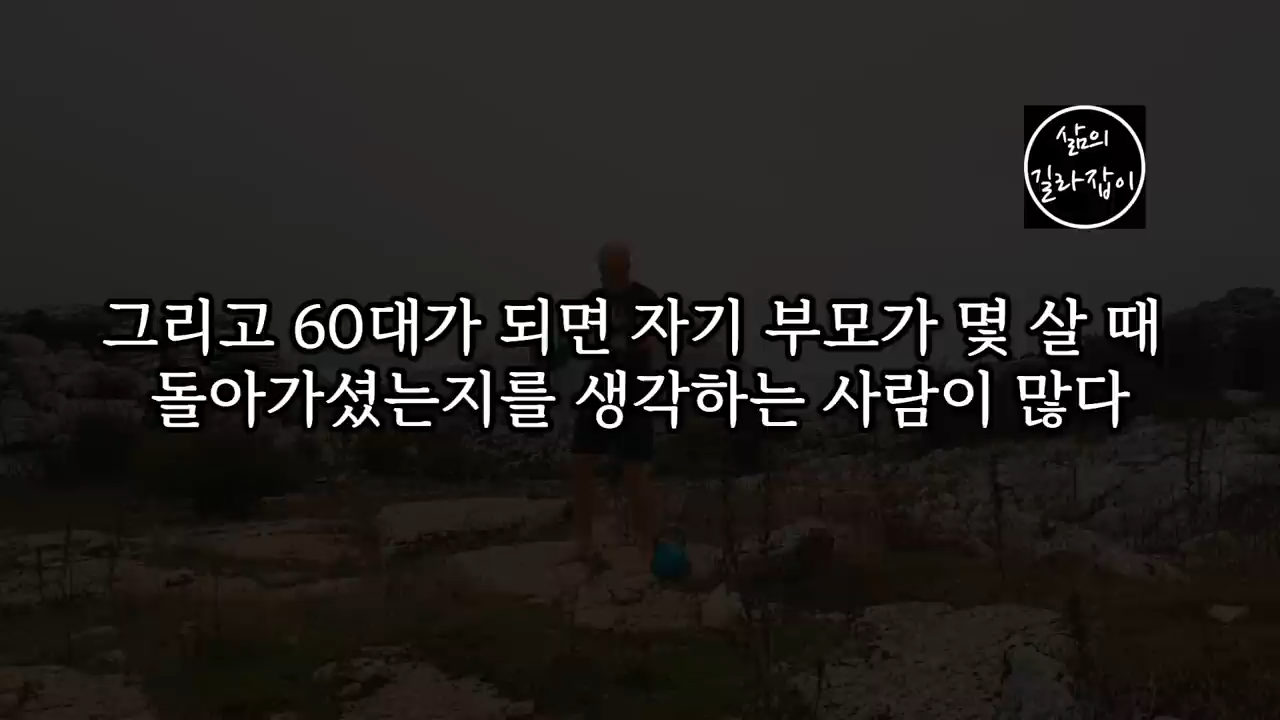 삶의
길라잡이
그리고 60대가 되면 자기 부모가 몇 살 때
돌아가셨는지를 생각하는 사람이 많다